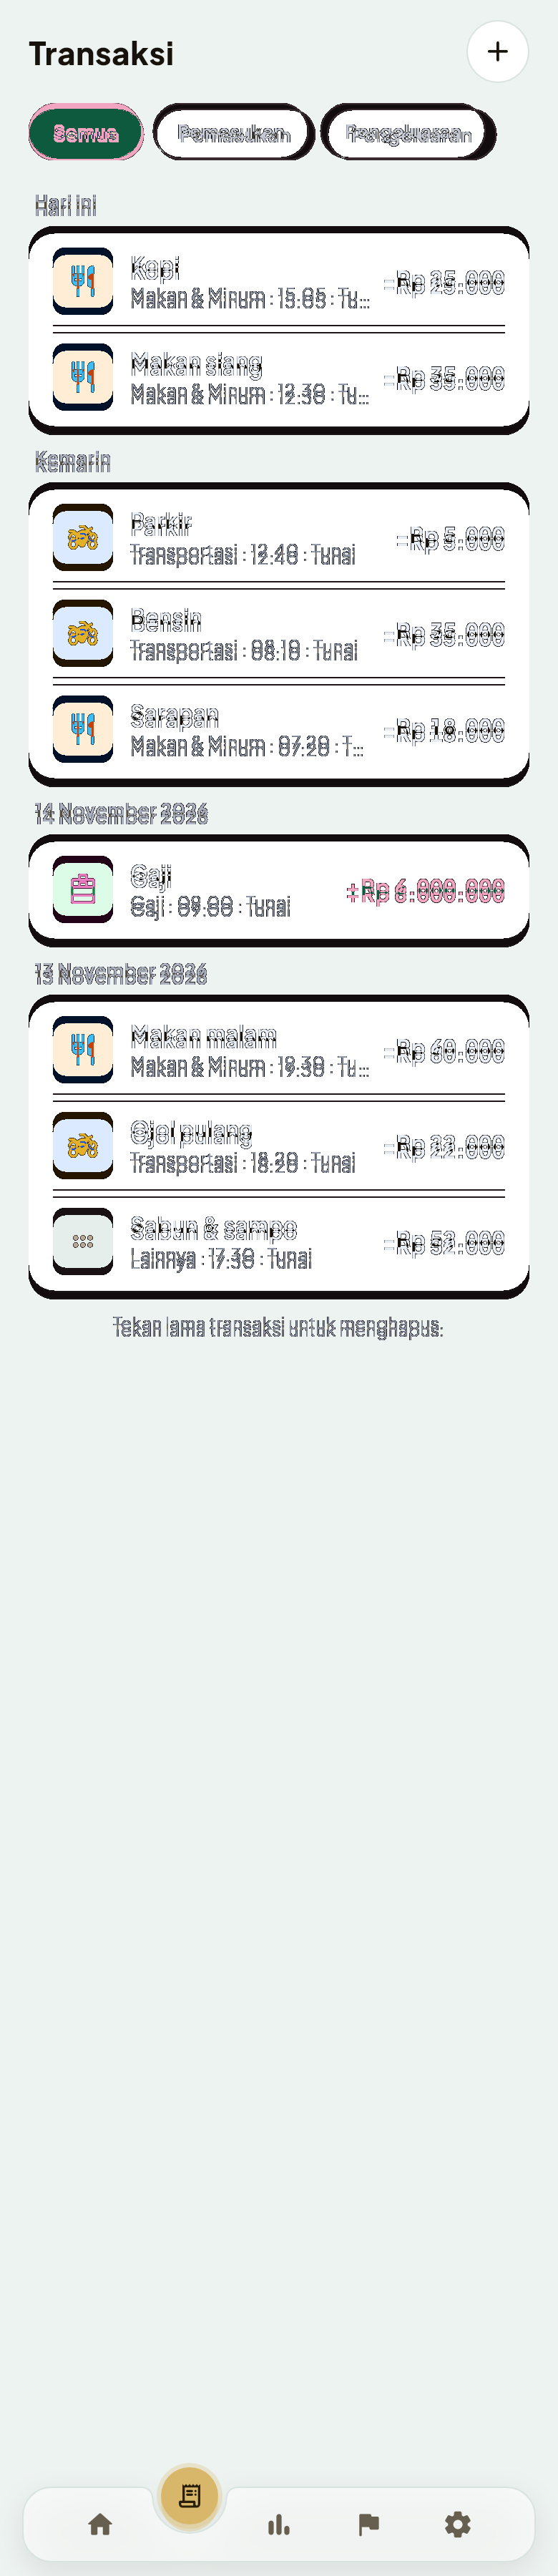 Transaksi
Semua Pemasukan Pengeluaran
Hari ini
Kopi
Makan & Minum · 15.05 · Tu… -Rp 25.000
Makan siang
Makan & Minum · 12.30 · Tu… -Rp 35.000
Kemarin
Parkir
Transportasi · 12.40 · Tunai -Rp 5.000
Bensin
Transportasi · 08.10 · Tunai -Rp 35.000
Sarapan
Makan & Minum · 07.20 · T… -Rp 18.000
14 November 2026
Gaji
Gaji · 09.00 · Tunai +Rp 6.000.000
13 November 2026
Makan malam
Makan & Minum · 19.30 · Tu… -Rp 60.000
Ojol pulang
Transportasi · 18.20 · Tunai -Rp 22.000
Sabun & sampo
Lainnya · 17.30 · Tunai -Rp 52.000
Tekan lama transaksi untuk menghapus.